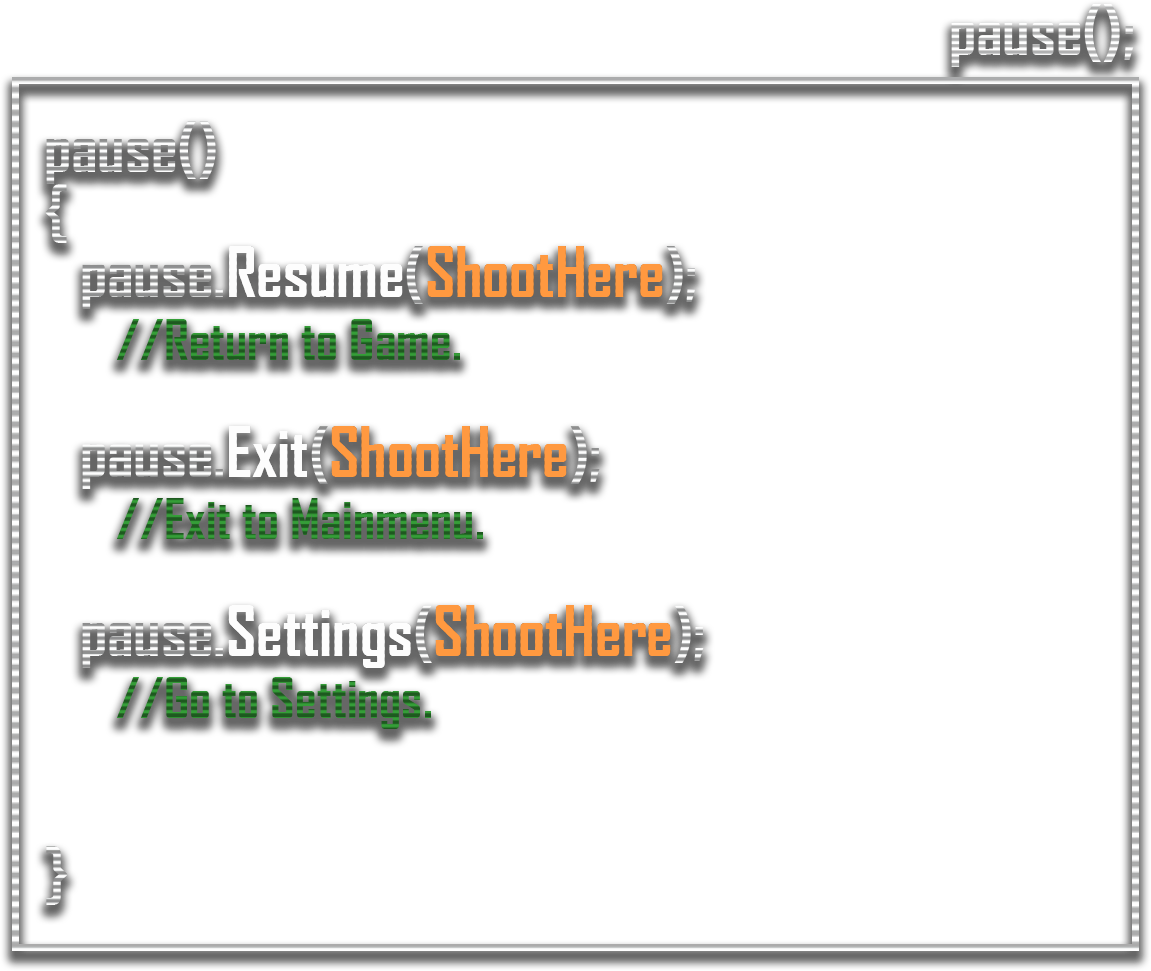 pause();
pause()
{
pause.Resume(ShootHere);
//Return to Game.
pause.Exit(ShootHere);
//Exit to Mainmenu.
pause.Settings(ShootHere);
//Go to Settings.
}